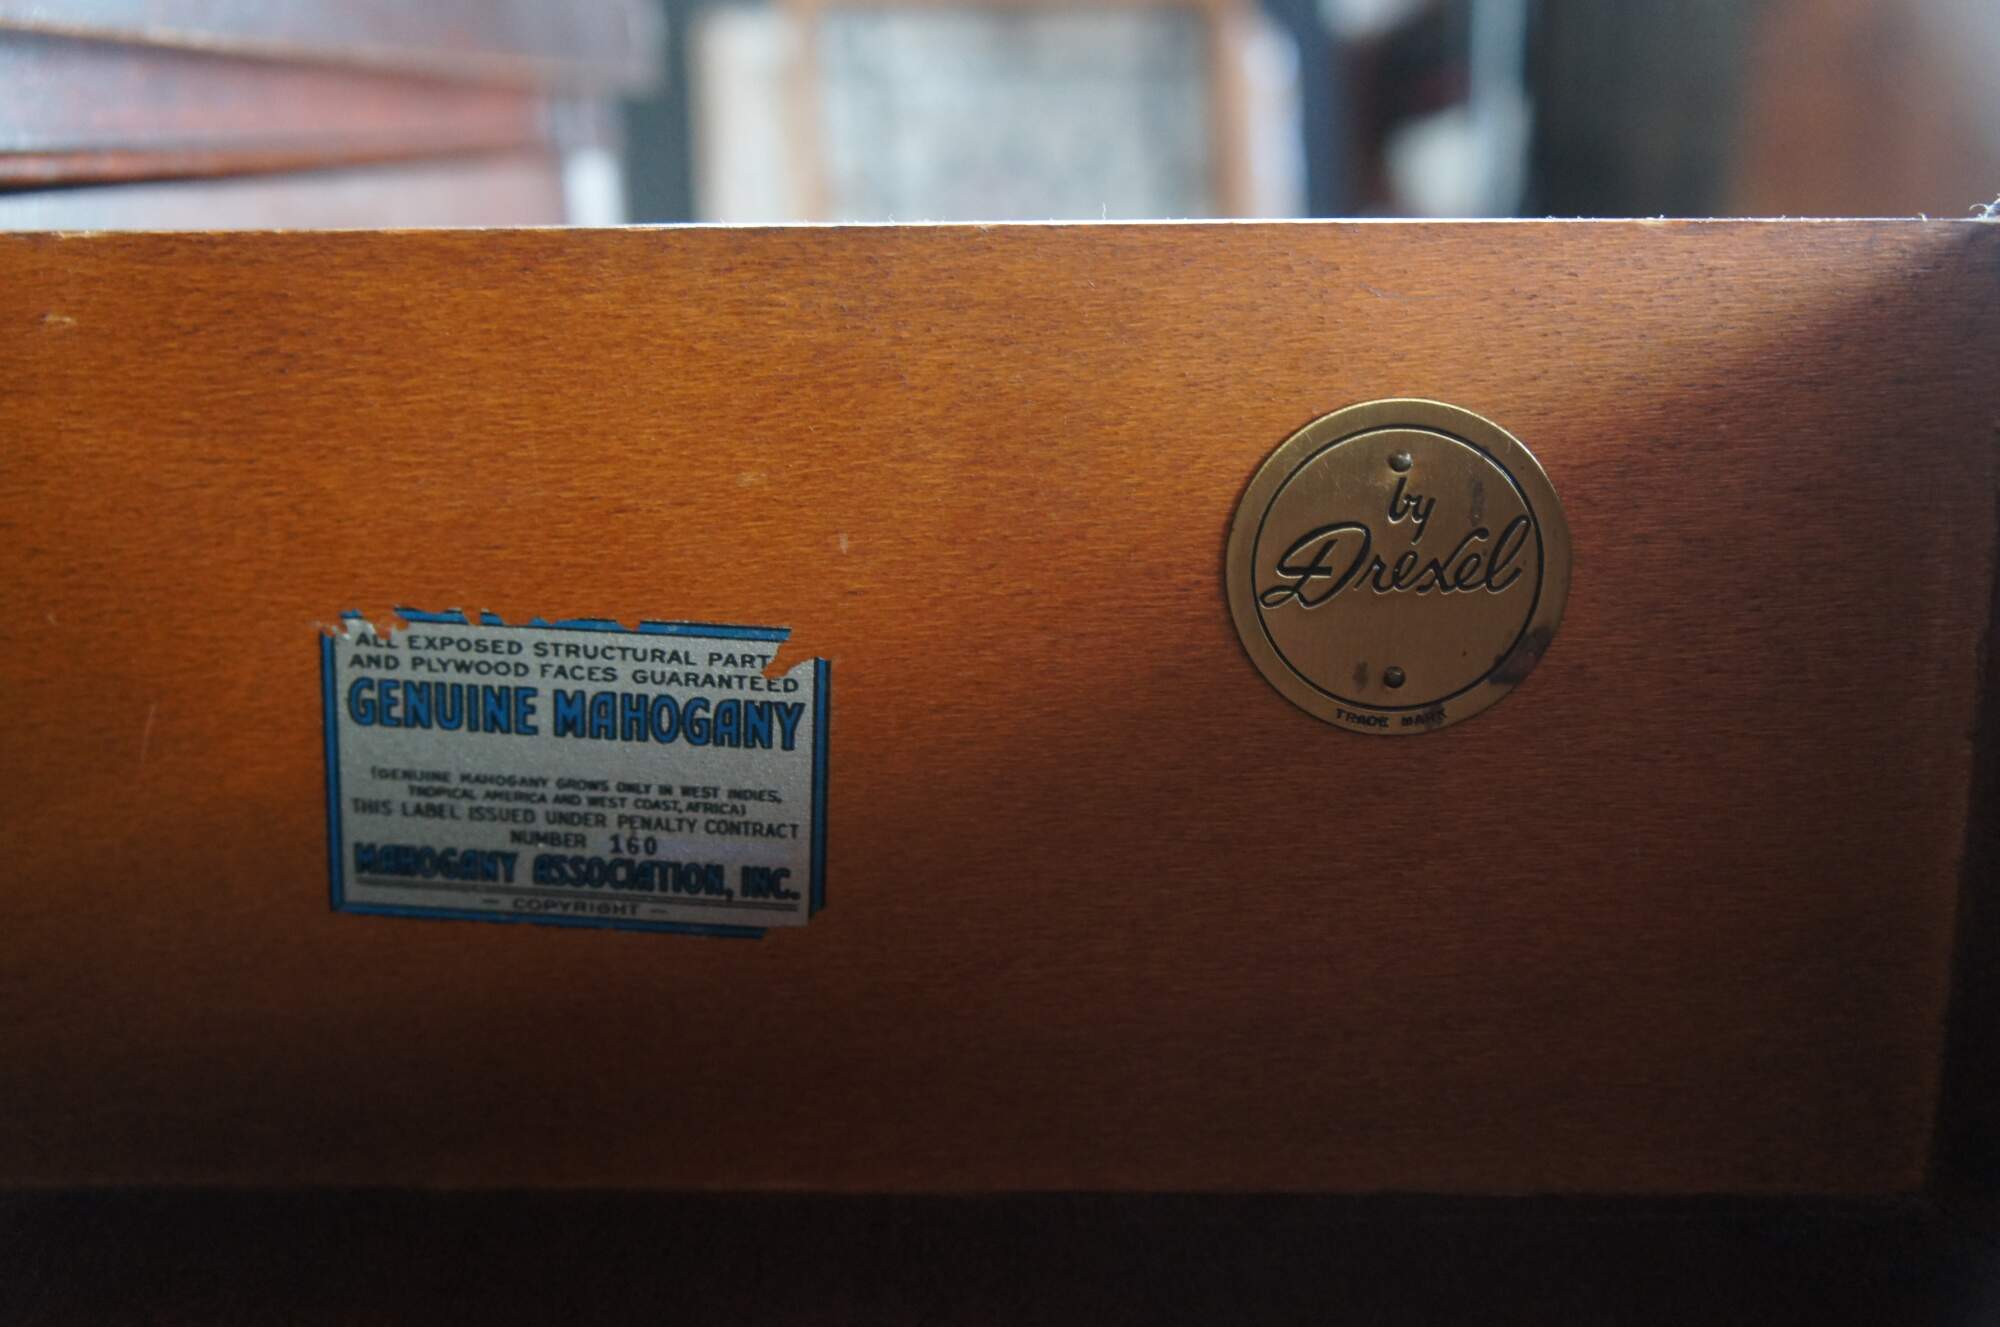 ALL EXPOSED STRUCTURAL PART
AND PLYWOOD FACES GUARANTEED
GENUINE MAHOGANY
(GENUINE MAHOGANY GROWS ONLY IN WEST INDIES,
TROPICAL AMERICA AND WEST COAST, AFRICA)
THIS LABEL ISSUED UNDER PENALTY CONTRACT
NUMBER 160
MAHOGANY ASSOCIATION, INC.
— COPYRIGHT —
by
Drexel
TRADE MARK